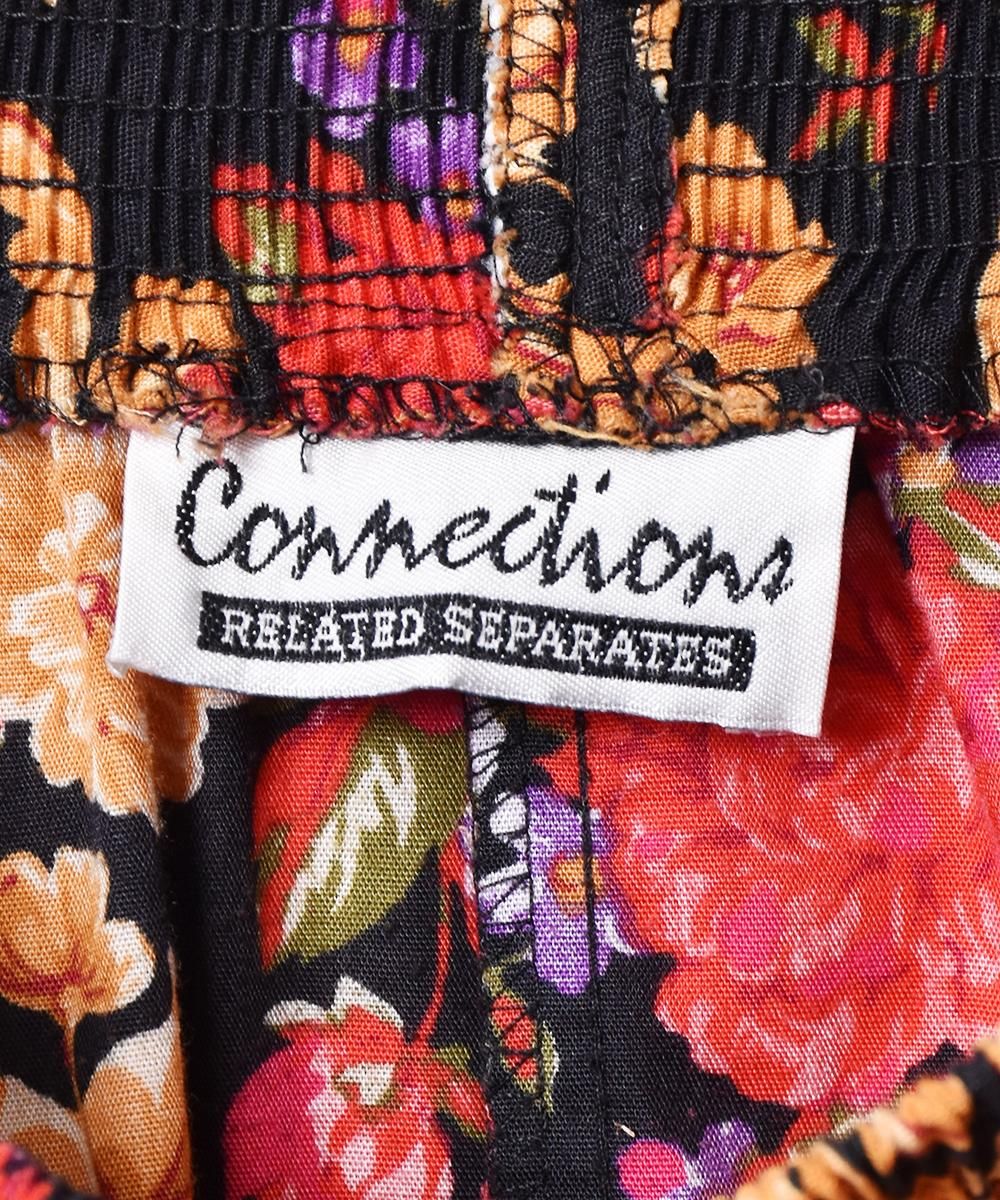 Connections
RELATED SEPARATES